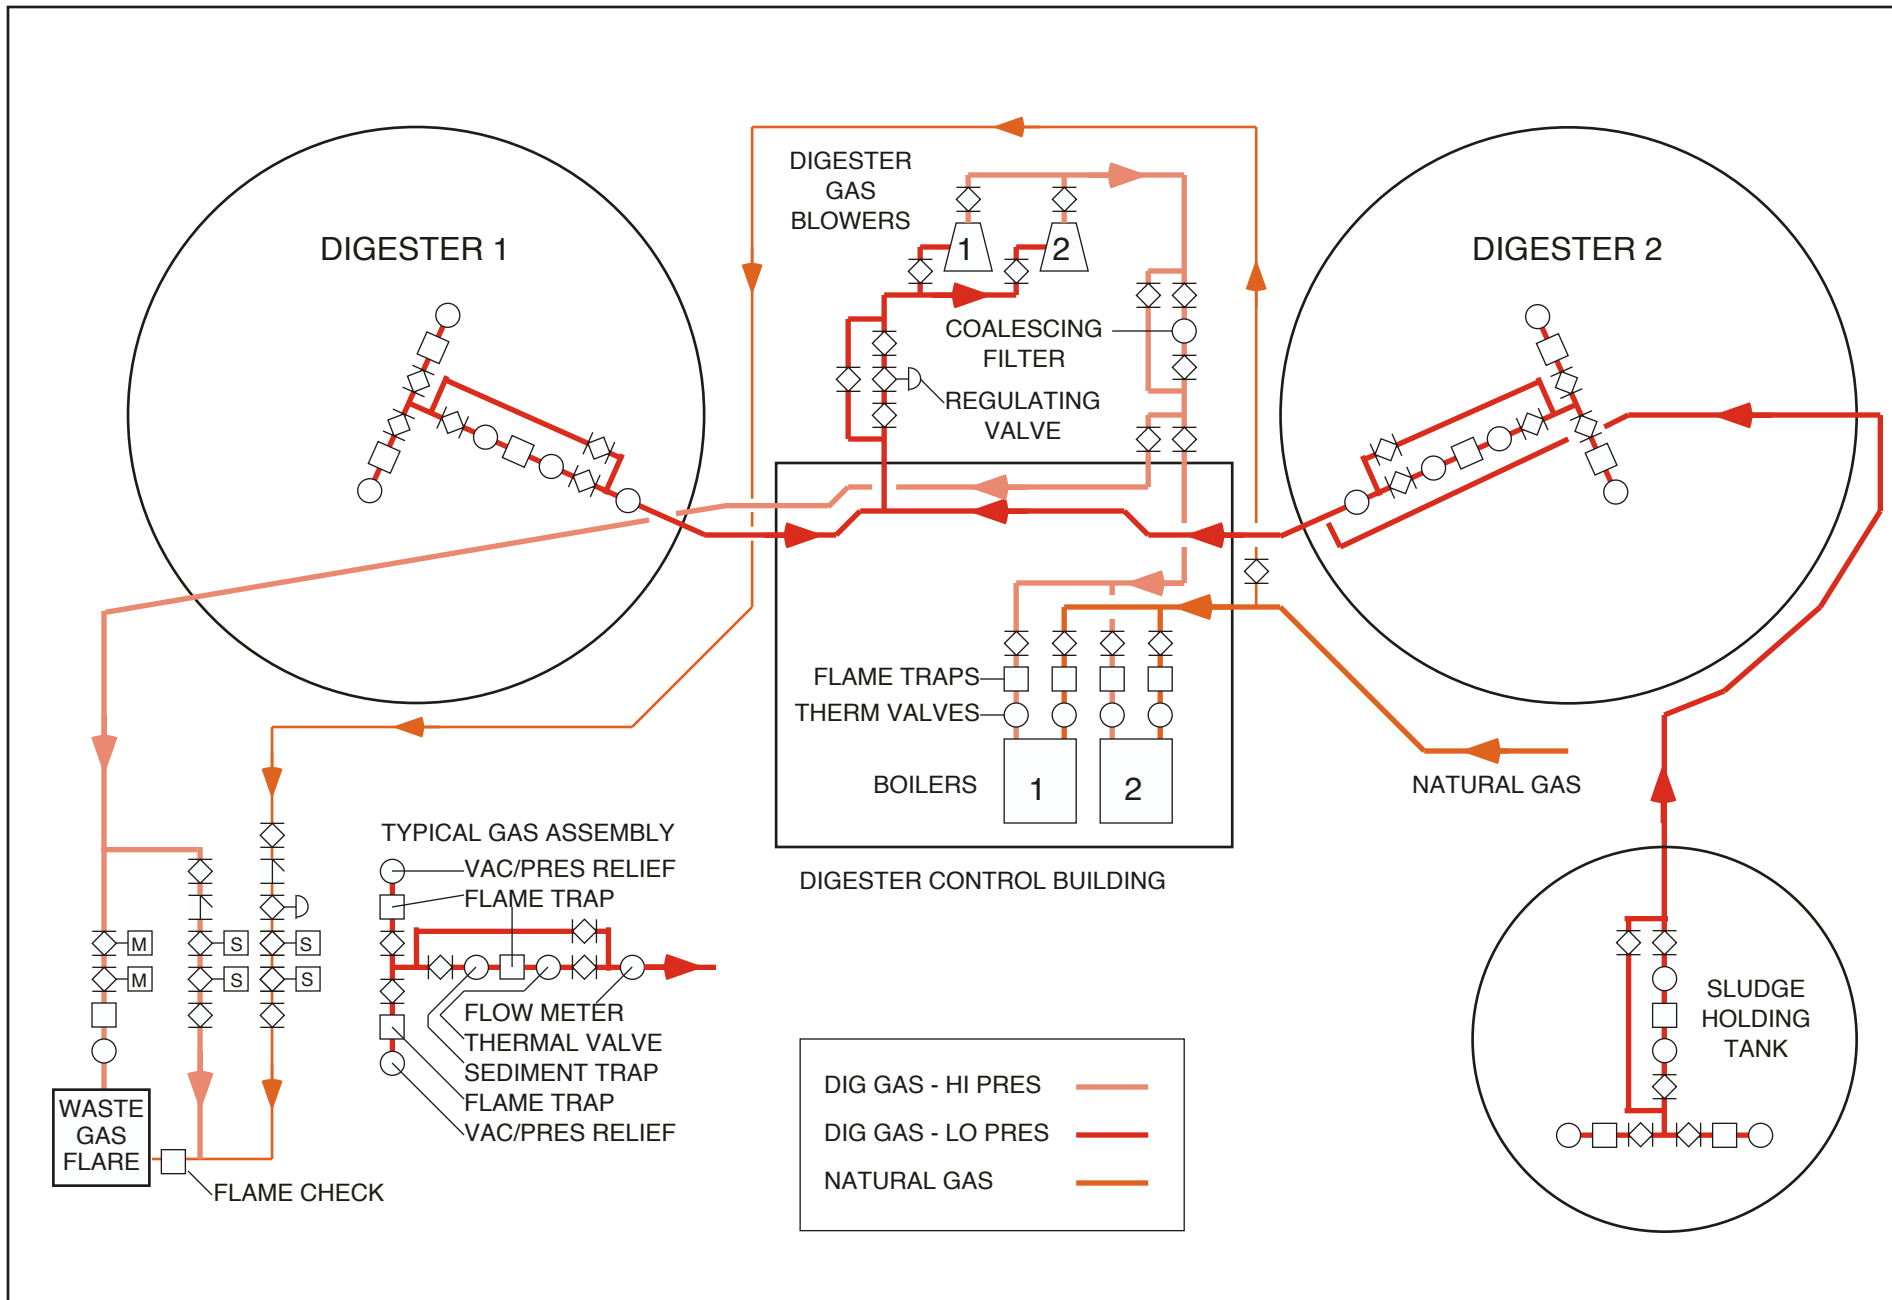 DIGESTER 1
DIGESTER
GAS
BLOWERS
1
2
DIGESTER 2
COALESCING
FILTER
REGULATING
VALVE
FLAME TRAPS
THERM VALVES
BOILERS
1
2
NATURAL GAS
DIGESTER CONTROL BUILDING
TYPICAL GAS ASSEMBLY
VAC/PRES RELIEF
FLAME TRAP
FLOW METER
THERMAL VALVE
SEDIMENT TRAP
FLAME TRAP
VAC/PRES RELIEF
M
S
S
M
S
S
WASTE
GAS
FLARE
FLAME CHECK
SLUDGE
HOLDING
TANK
DIG GAS - HI PRES
DIG GAS - LO PRES
NATURAL GAS